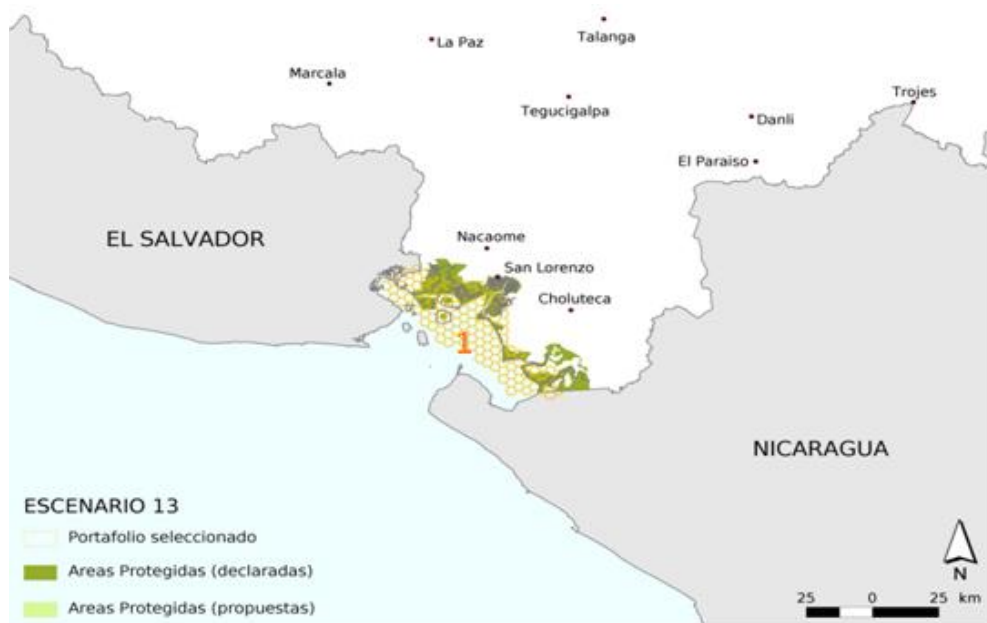 Talanga
La Paz
Marcala
Trojes
Tegucigalpa
Danli
El Paraiso
EL SALVADOR
Nacaome
San Lorenzo
Choluteca
1
NICARAGUA
ESCENARIO 13
Portafolio seleccionado
Areas Protegidas (declaradas)
Areas Protegidas (propuestas)
N
25 0 25 km